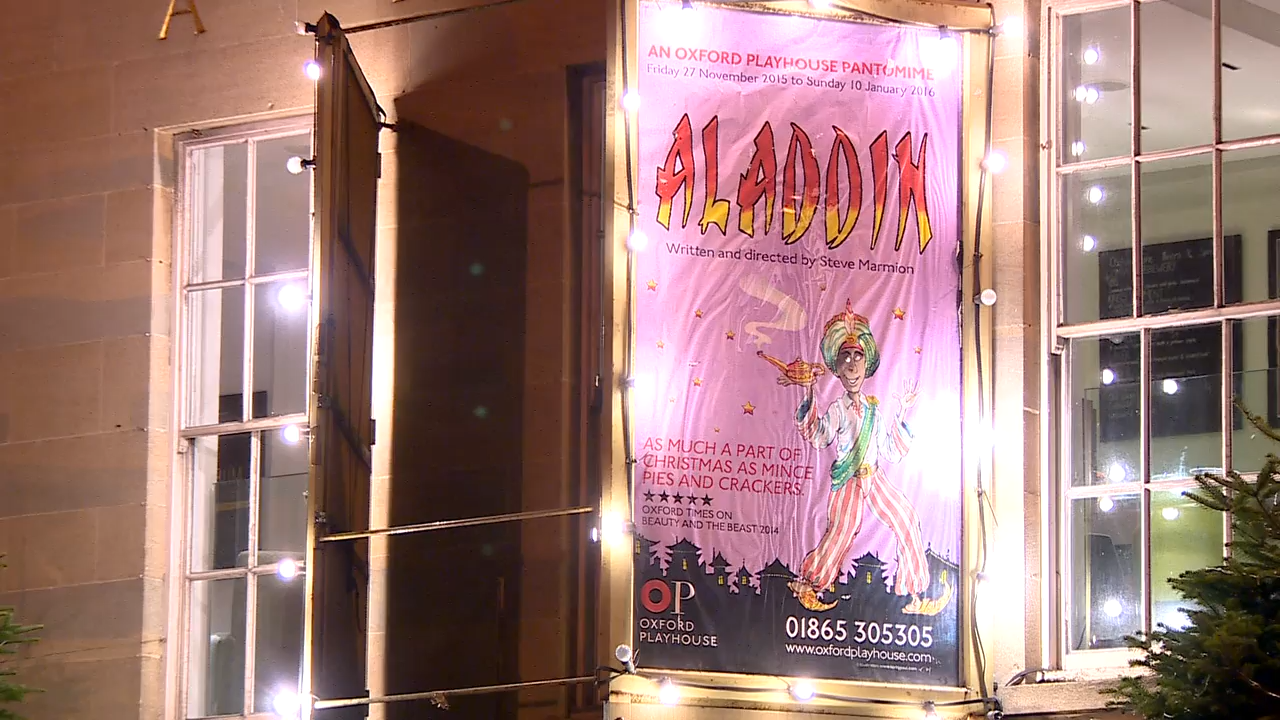 A
AN OXFORD PLAYHOUSE PANTOMIME
Friday 27 November 2015 to Sunday 10 January 2016
ALADDIN
Written and directed by Steve Marmion
AS MUCH A PART OF
CHRISTMAS AS MINCE
PIES AND CRACKERS.
★★★★★
OXFORD TIMES ON
BEAUTY AND THE BEAST 2014
OP
OXFORD
PLAYHOUSE
01865 305305
www.oxfordplayhouse.com